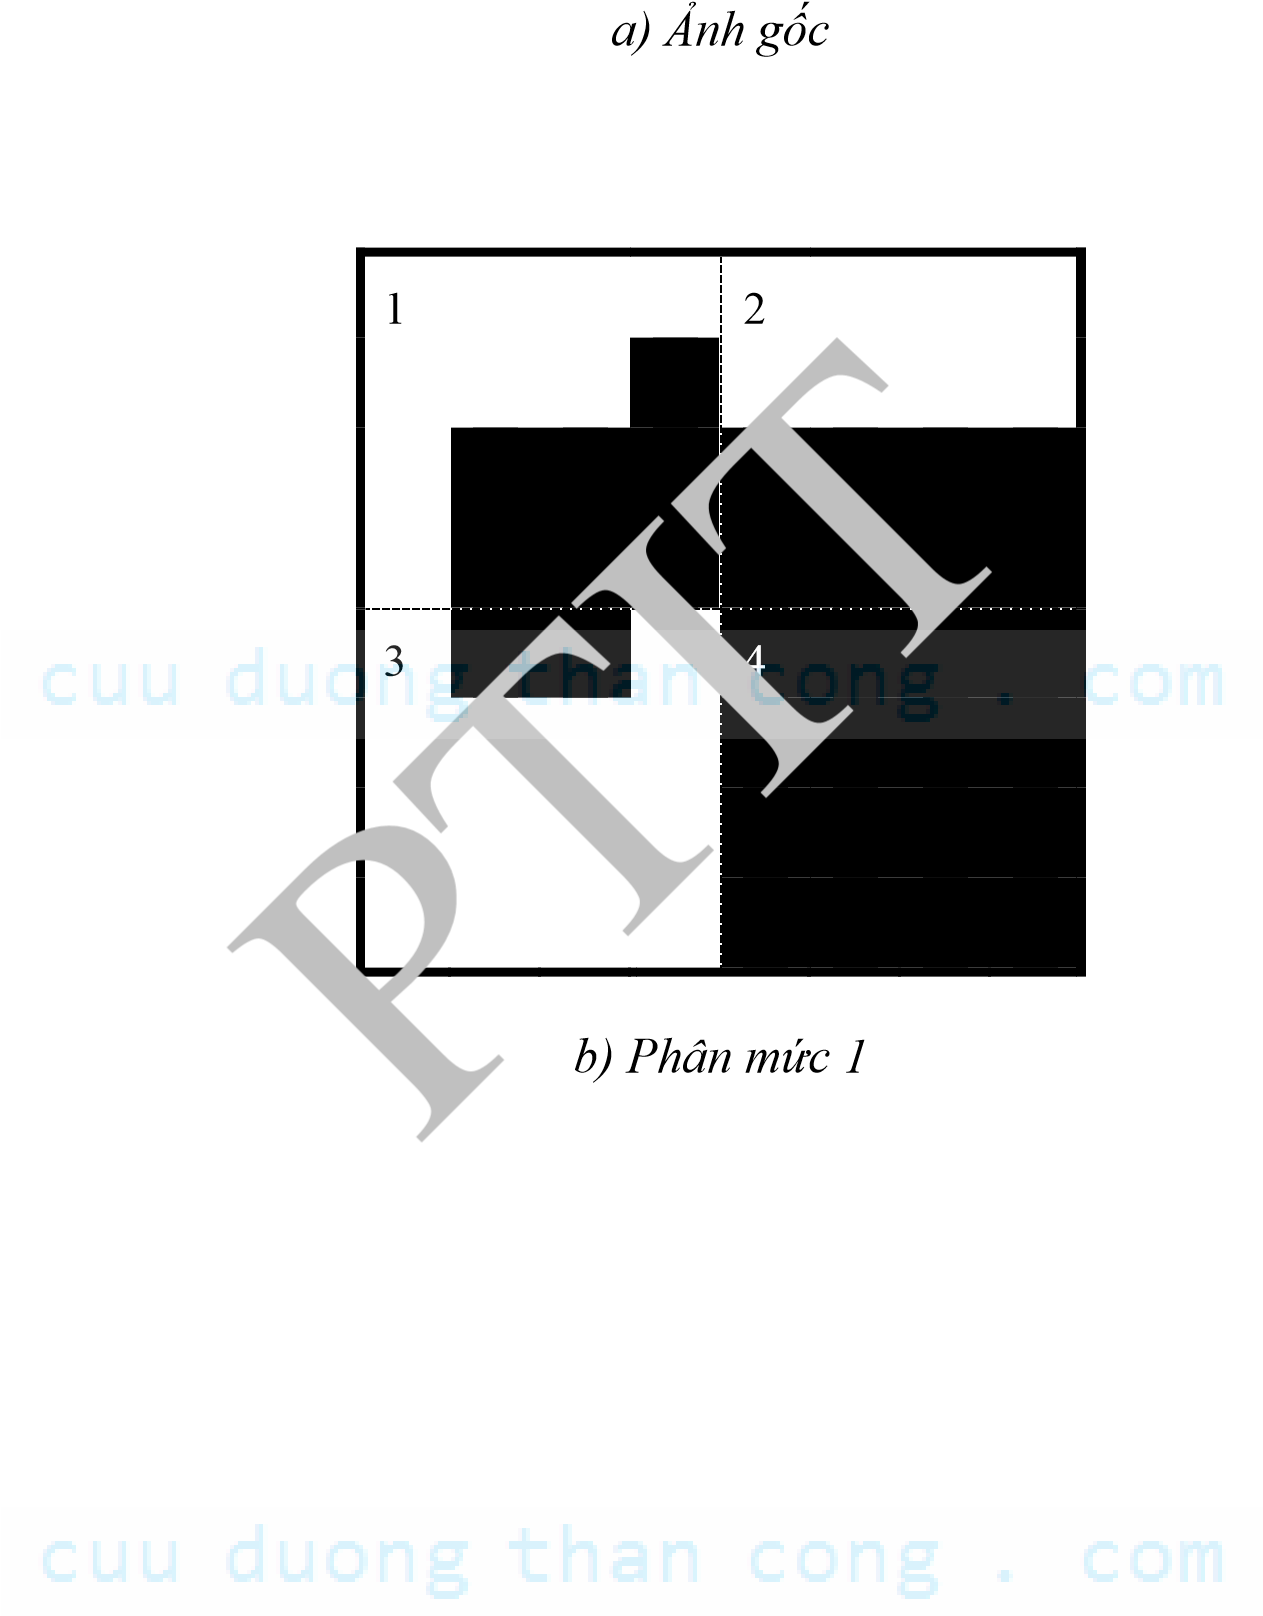 a) Ảnh gốc
1
2
3
4
cuu duong than cong . com
PTIT
b) Phân mức 1
cuu duong than cong . com